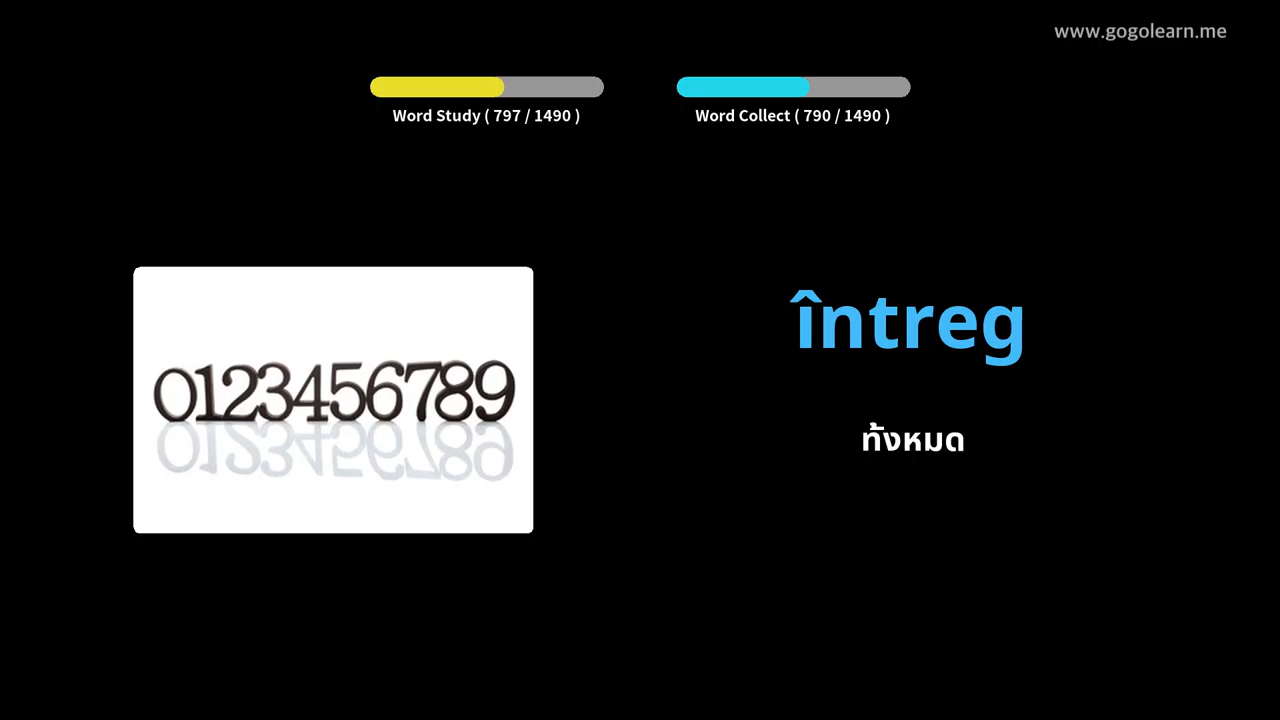 www.gogolearn.me
Word Study ( 797 / 1490 )
Word Collect ( 790 / 1490 )
0123456789
întreg
ทั้งหมด